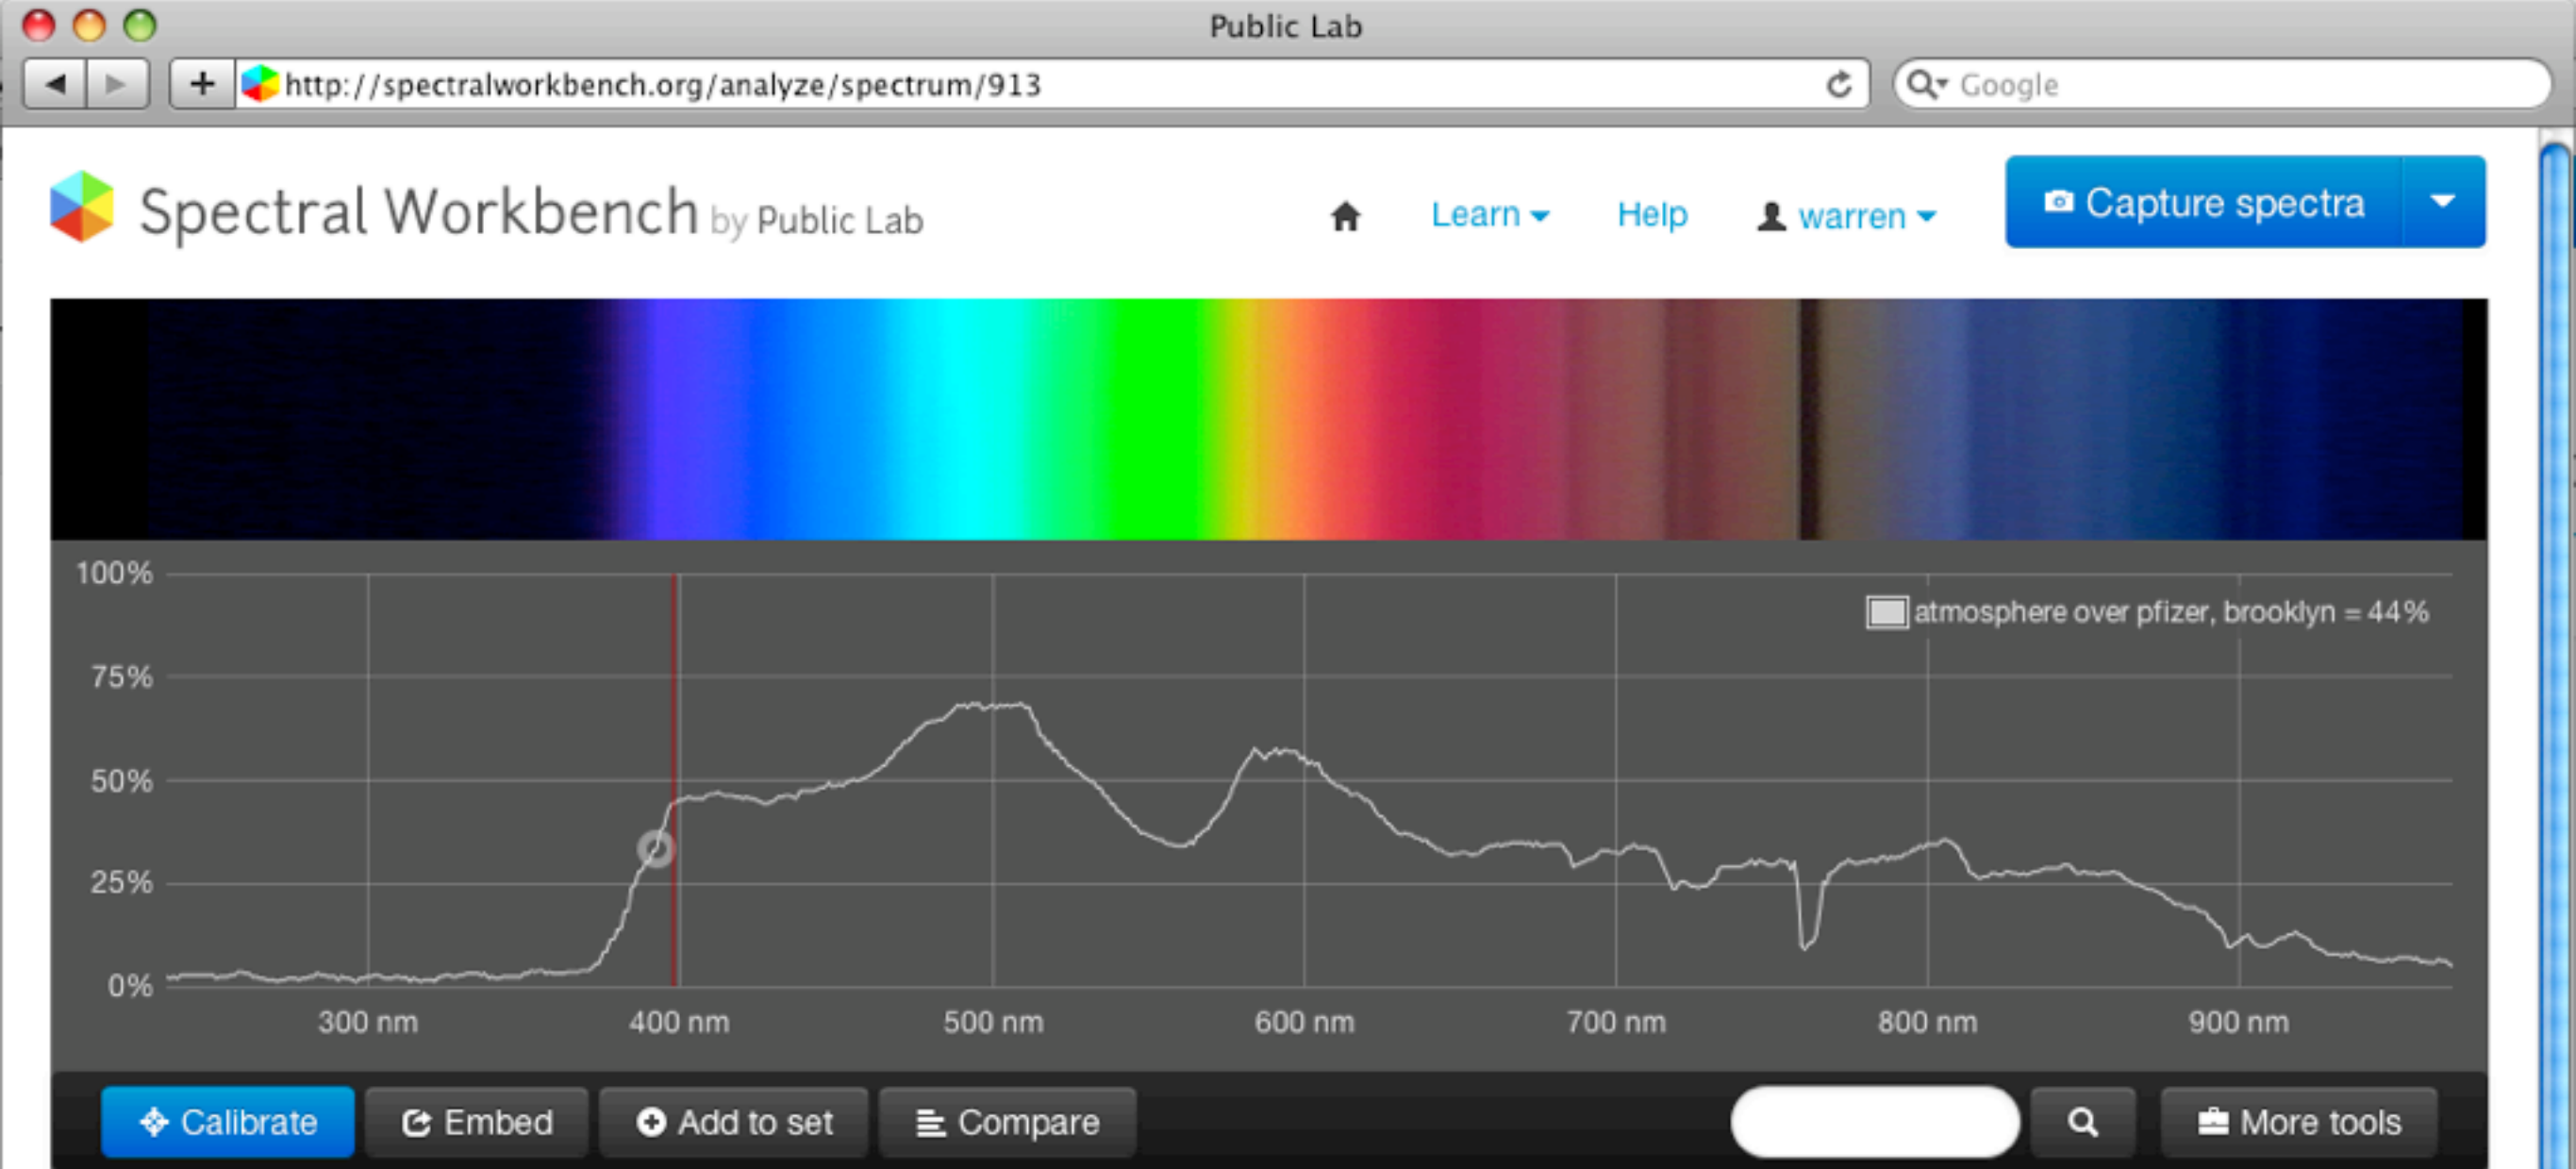 Public Lab
http://spectralworkbench.org/analyze/spectrum/913
Google
Spectral Workbench by Public Lab
Learn
Help
warren
Capture spectra
100%
atmosphere over pfizer, brooklyn = 44%
75%
50%
25%
0%
300 nm 400 nm 500 nm 600 nm 700 nm 800 nm 900 nm
Calibrate
Embed
Add to set
Compare
More tools